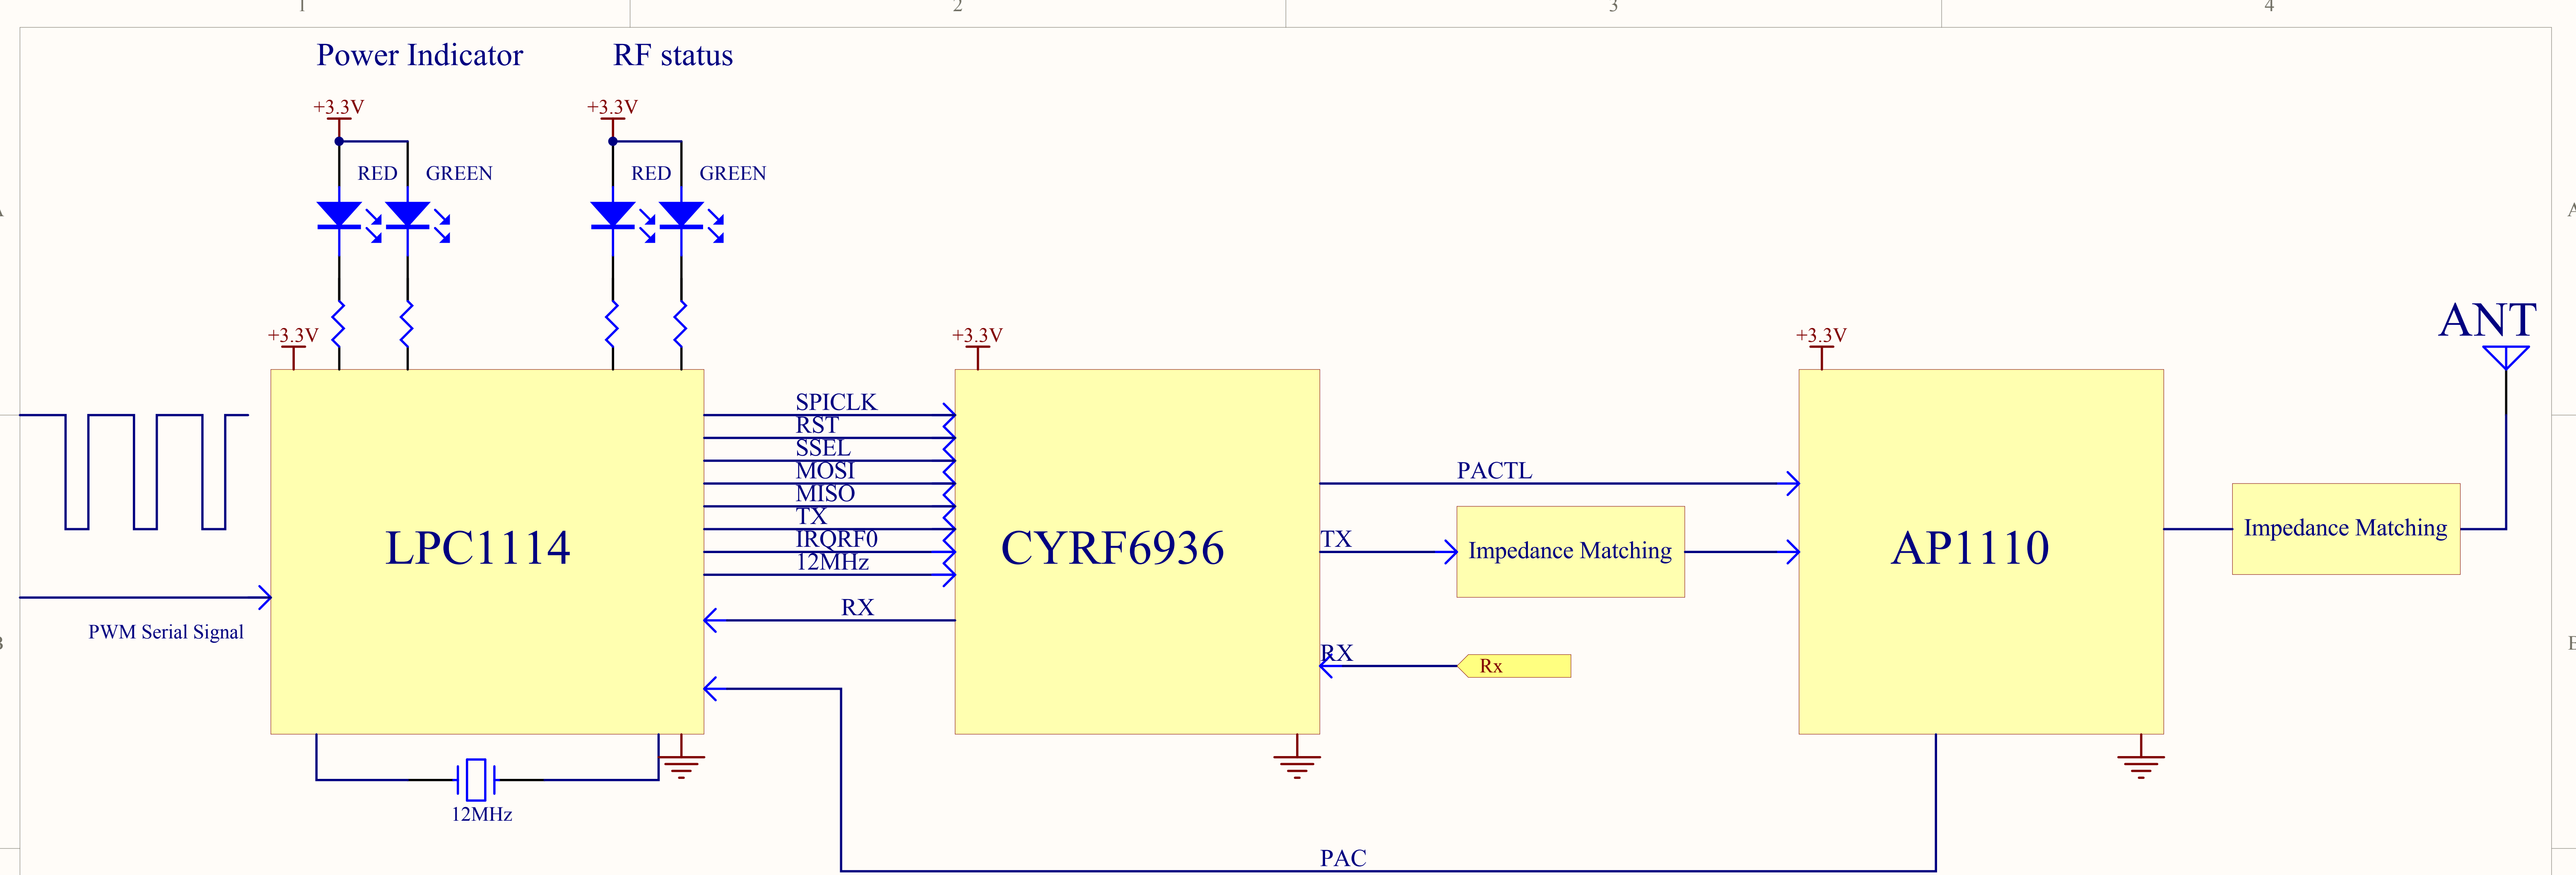 1 2 3 4
Power Indicator RF status
+3.3V +3.3V
RED GREEN RED GREEN
A A
+3.3V +3.3V +3.3V ANT
SPICLK
RST
SSEL
MOSI
MISO
TX
IRQRF0
12MHz
RX
LPC1114
PWM Serial Signal
12MHz
CYRF6936
PACTL
TX
Impedance Matching
RX
Rx
AP1110
Impedance Matching
PAC